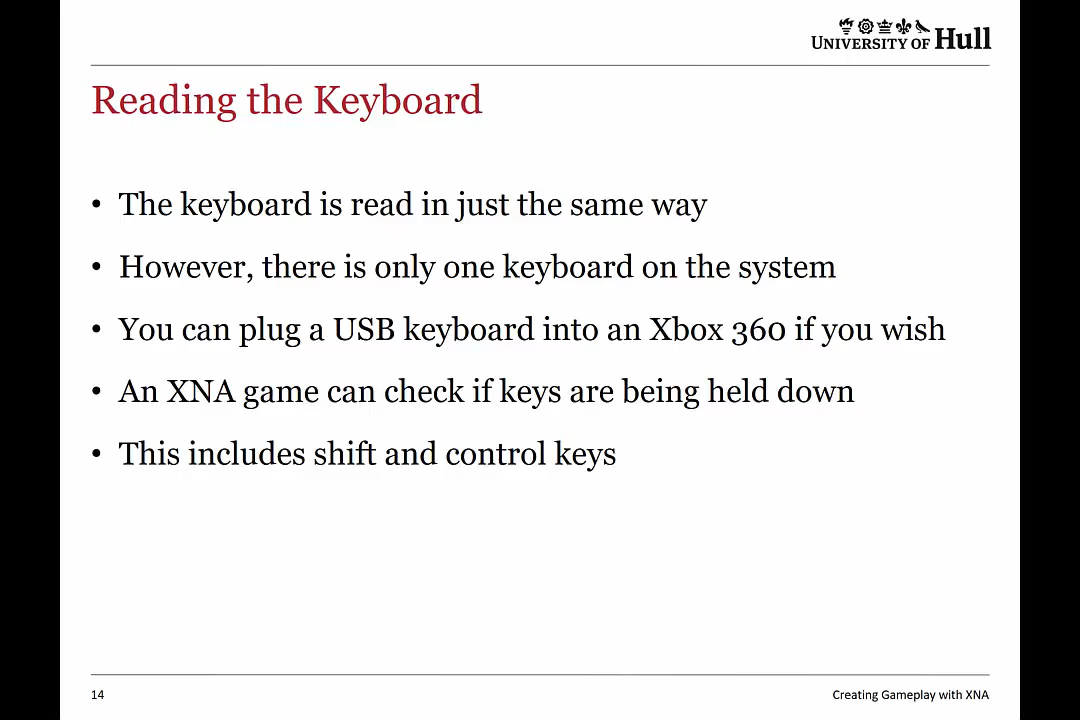 UNIVERSITY OF Hull
Reading the Keyboard
• The keyboard is read in just the same way
• However, there is only one keyboard on the system
• You can plug a USB keyboard into an Xbox 360 if you wish
• An XNA game can check if keys are being held down
• This includes shift and control keys
14
Creating Gameplay with XNA